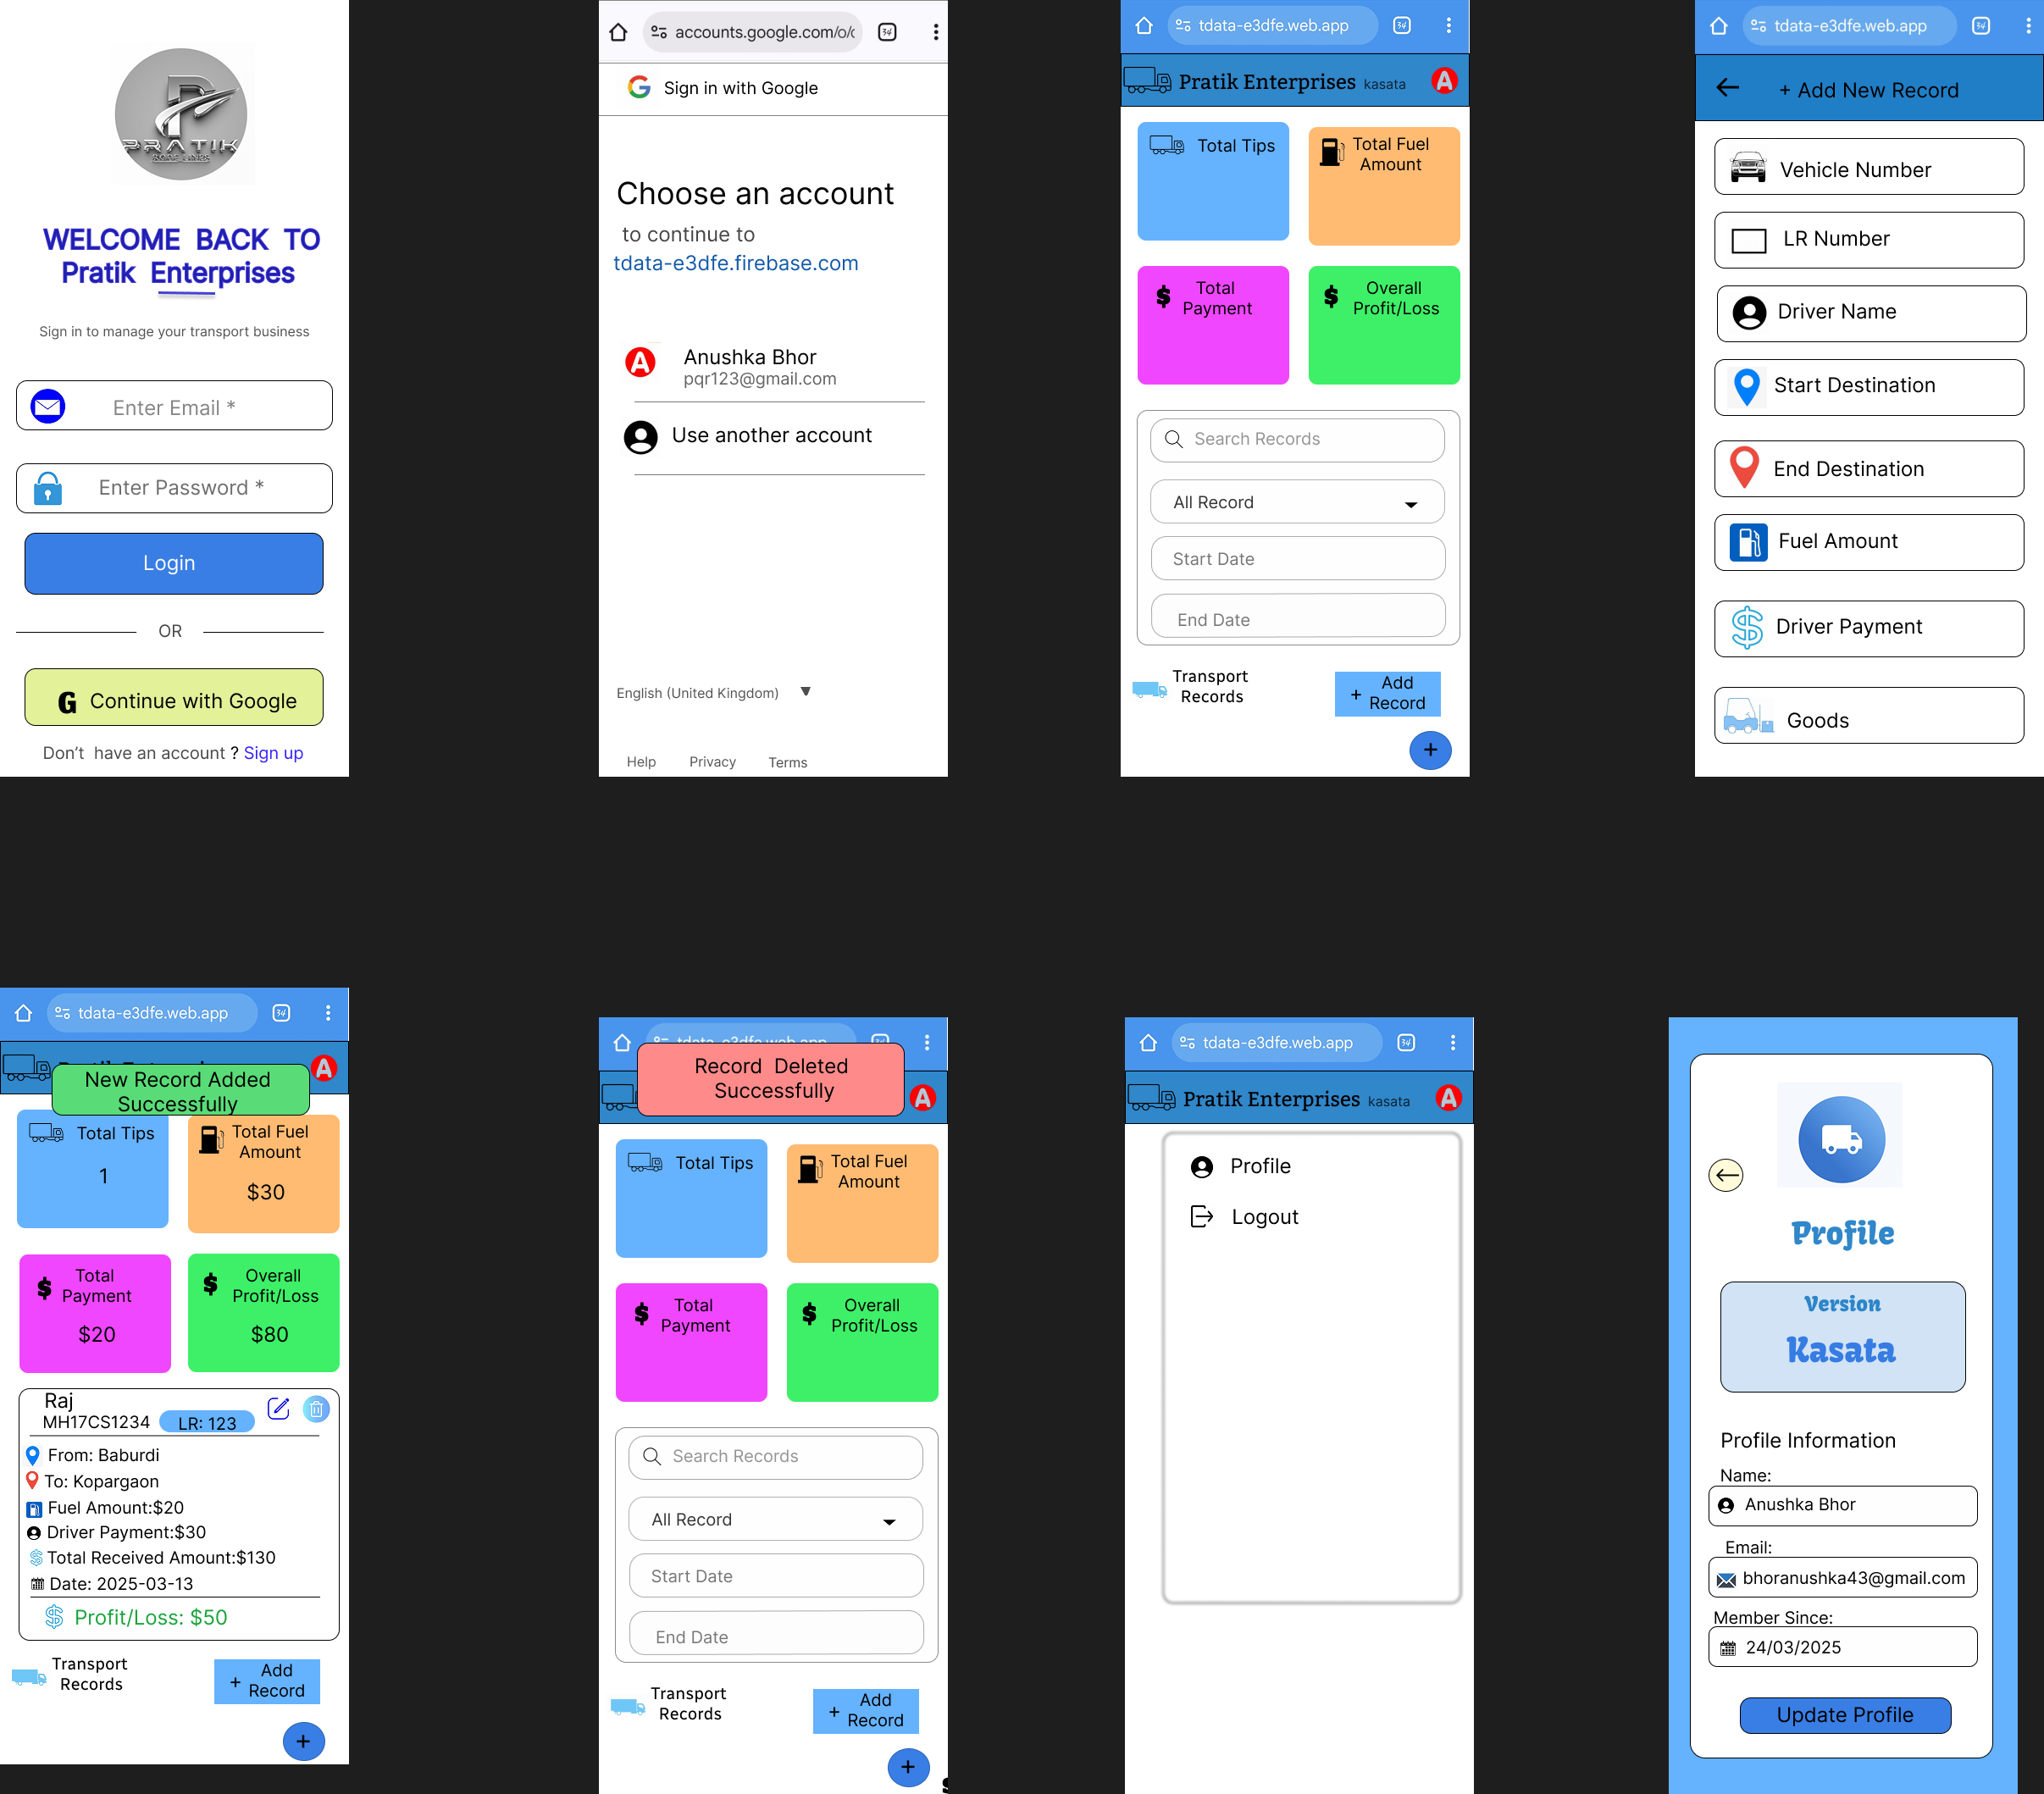 PRATIK
WELCOME BACK TO
Pratik Enterprises
Sign in to manage your transport business
Enter Email *
Enter Password *
Login
OR
G Continue with Google
Don't have an account ? Sign up
accounts.google.com/o/o
34
Sign in with Google
Choose an account
to continue to
tdata-e3dfe.firebase.com
A
Anushka Bhor
pqr123@gmail.com
Use another account
English (United Kingdom)
Help Privacy Terms
tdata-e3dfe.web.app
34
Pratik Enterprises kasata
A
Total Tips
Total Fuel
Amount
$ Total
Payment
$ Overall
Profit/Loss
Search Records
All Record
Start Date
End Date
Transport
Records
+ Add
Record
+
tdata-e3dfe.web.app
34
+ Add New Record
Vehicle Number
LR Number
Driver Name
Start Destination
End Destination
Fuel Amount
$ Driver Payment
Goods
tdata-e3dfe.web.app
34
A
New Record Added
Successfully
Total Tips
1
Total Fuel
Amount
$30
$ Total
Payment
$20
$ Overall
Profit/Loss
$80
Raj
MH17CS1234
LR: 123
From: Baburdi
To: Kopargaon
Fuel Amount:$20
Driver Payment:$30
$ Total Received Amount:$130
Date: 2025-03-13
$ Profit/Loss: $50
Transport
Records
+ Add
Record
+
tdata-e3dfe.web.app
Record Deleted
Successfully
A
Total Tips
Total Fuel
Amount
$ Total
Payment
$ Overall
Profit/Loss
Search Records
All Record
Start Date
End Date
Transport
Records
+ Add
Record
+
tdata-e3dfe.web.app
34
Pratik Enterprises kasata
A
Profile
Logout
Profile
Version
Kasata
Profile Information
Name:
Anushka Bhor
Email:
bhoranushka43@gmail.com
Member Since:
24/03/2025
Update Profile